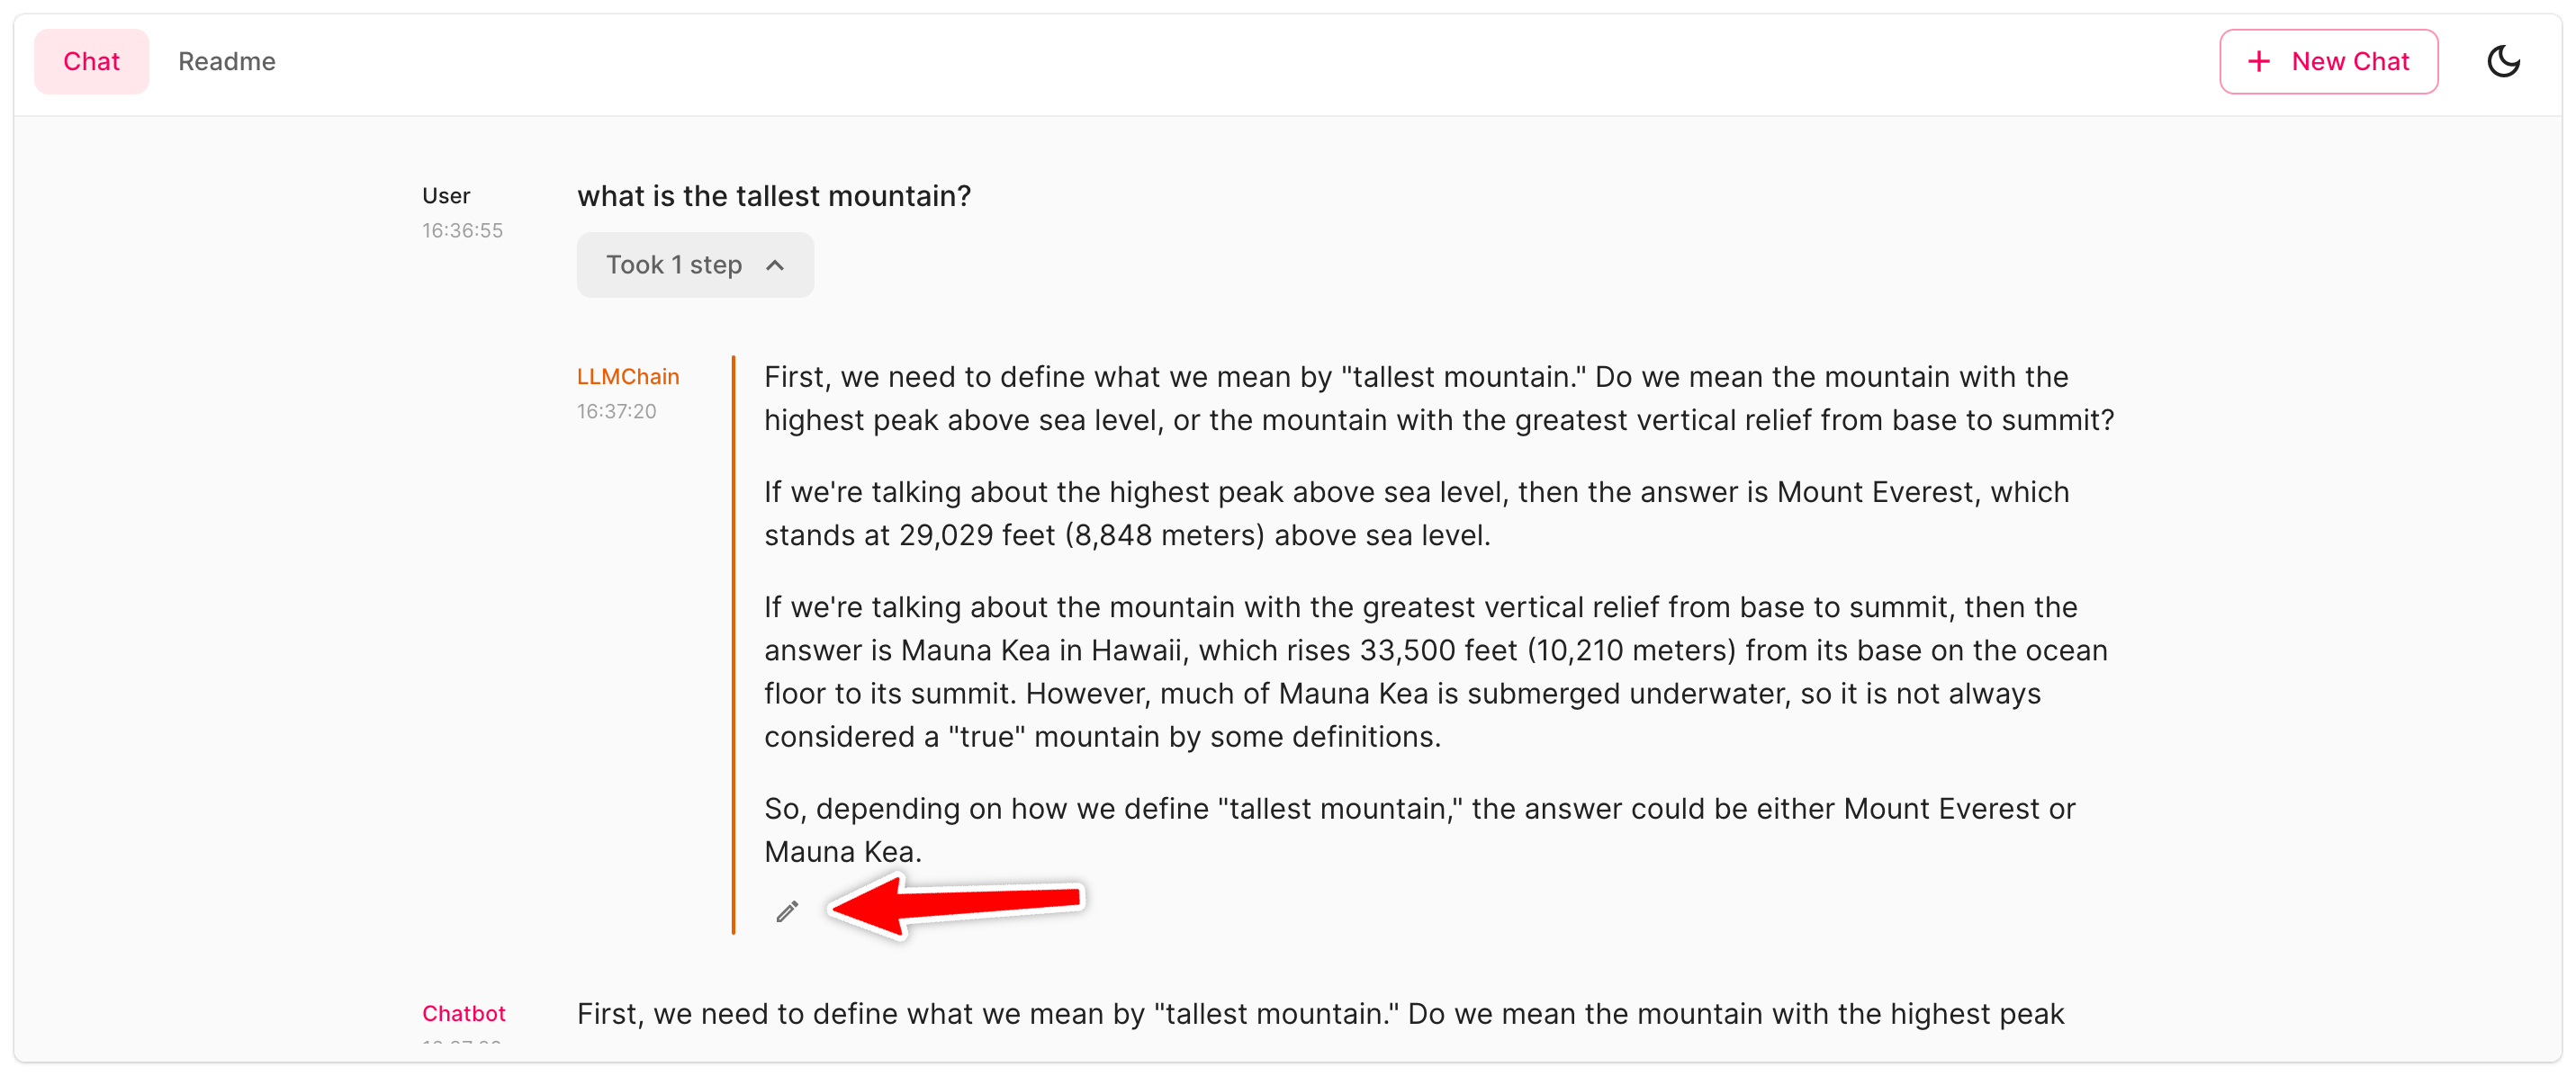 Chat
Readme
+ New Chat
User
what is the tallest mountain?
16:36:55
Took 1 step
LLMChain
16:37:20
First, we need to define what we mean by "tallest mountain." Do we mean the mountain with the
highest peak above sea level, or the mountain with the greatest vertical relief from base to summit?
If we're talking about the highest peak above sea level, then the answer is Mount Everest, which
stands at 29,029 feet (8,848 meters) above sea level.
If we're talking about the mountain with the greatest vertical relief from base to summit, then the
answer is Mauna Kea in Hawaii, which rises 33,500 feet (10,210 meters) from its base on the ocean
floor to its summit. However, much of Mauna Kea is submerged underwater, so it is not always
considered a "true" mountain by some definitions.
So, depending on how we define "tallest mountain," the answer could be either Mount Everest or
Mauna Kea.
Chatbot
First, we need to define what we mean by "tallest mountain." Do we mean the mountain with the highest peak